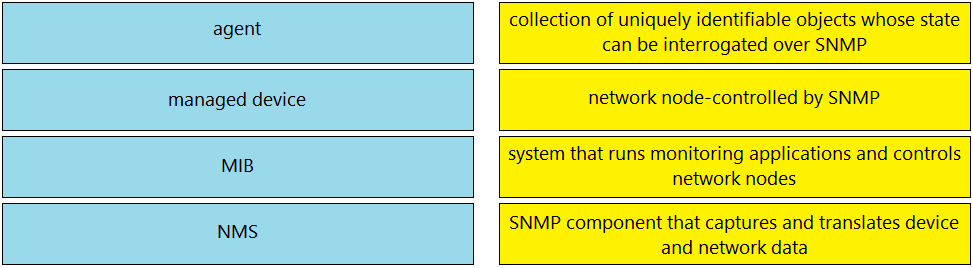 agent
collection of uniquely identifiable objects whose state
can be interrogated over SNMP
managed device
network node-controlled by SNMP
MIB
system that runs monitoring applications and controls
network nodes
NMS
SNMP component that captures and translates device
and network data